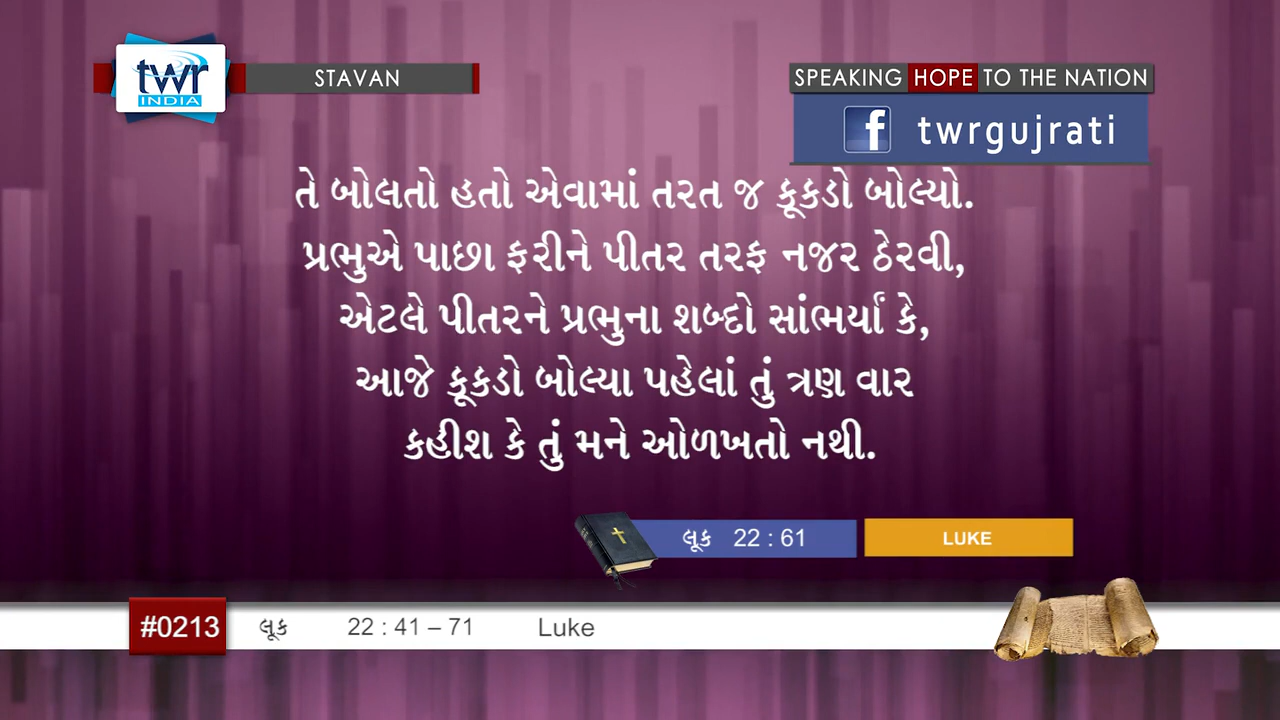 twr
INDIA
STAVAN
SPEAKING HOPE TO THE NATION
f twrgujrati
તે બોલતો હતો એવામાં તરત જ કૂકડો બોલ્યો.
પ્રભુએ પાછા ફરીને પીતર તરફ નજર ઠેરવી,
એટલે પીતરને પ્રભુના શબ્દો સાંભર્યાં કે,
આજે કૂકડો બોલ્યા પહેલાં તું ત્રણ વાર
કહીશ કે તું મને ઓળખતો નથી.
લૂક 22 : 61 LUKE
#0213 લૂક 22 : 41 – 71 Luke